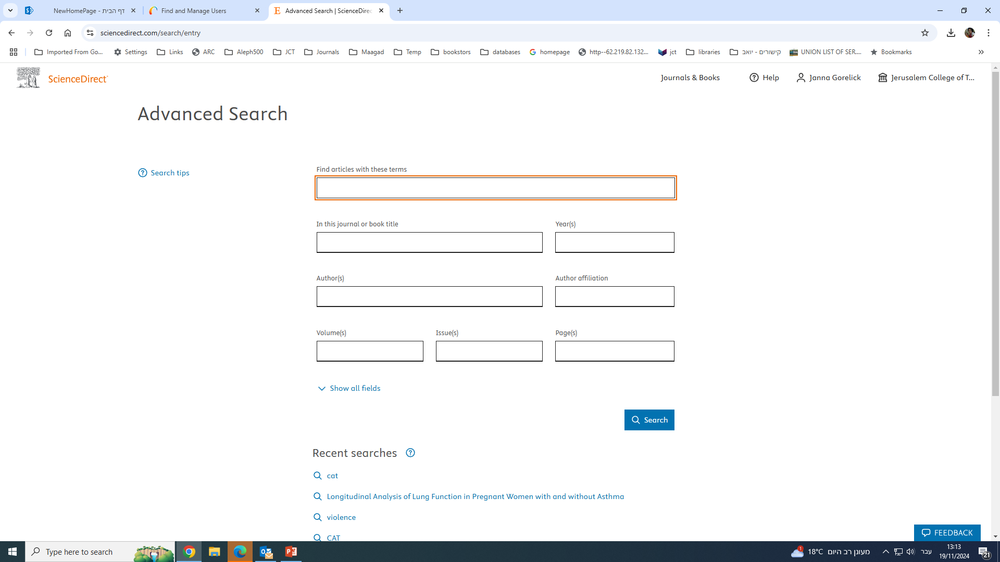 NewHomePage - דף הבית
Find and Manage Users
Advanced Search | ScienceDirec
sciencedirect.com/search/entry
Imported From Go...
Settings
Links
ARC
Aleph500
JCT
Journals
Maagad
Temp
bookstors
databases
homepage
http--62.219.82.132...
jct
libraries
קישורים - יואב
UNION LIST OF SER....
Bookmarks
ScienceDirect
Journals & Books
Help
Janna Gorelick
Jerusalem College of T...
Advanced Search
Search tips
Find articles with these terms
In this journal or book title
Year(s)
Author(s)
Author affiliation
Volume(s)
Issue(s)
Page(s)
Show all fields
Search
Recent searches
cat
Longitudinal Analysis of Lung Function in Pregnant Women with and without Asthma
violence
CAT
FEEDBACK
Type here to search
1
18°C מעונן רב היום
עבר
13:13
19/11/2024
21